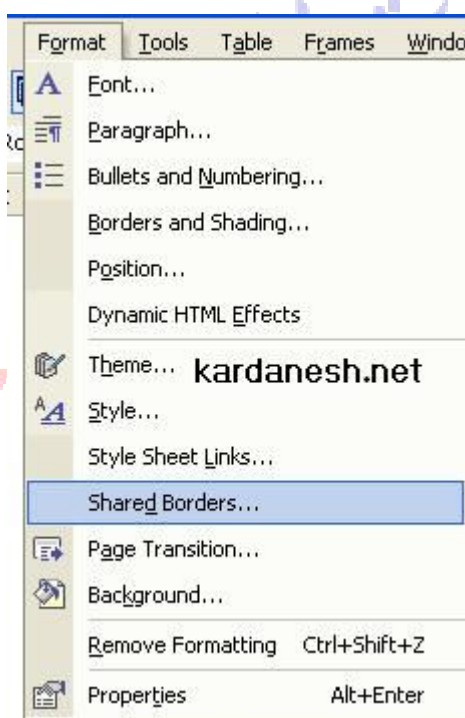 Format Tools Table Frames Windo
Font...
Paragraph...
Bullets and Numbering...
Borders and Shading...
Position...
Dynamic HTML Effects
Theme... kardanesh.net
Style...
Style Sheet Links...
Shared Borders...
Page Transition...
Background...
Remove Formatting Ctrl+Shift+Z
Properties Alt+Enter